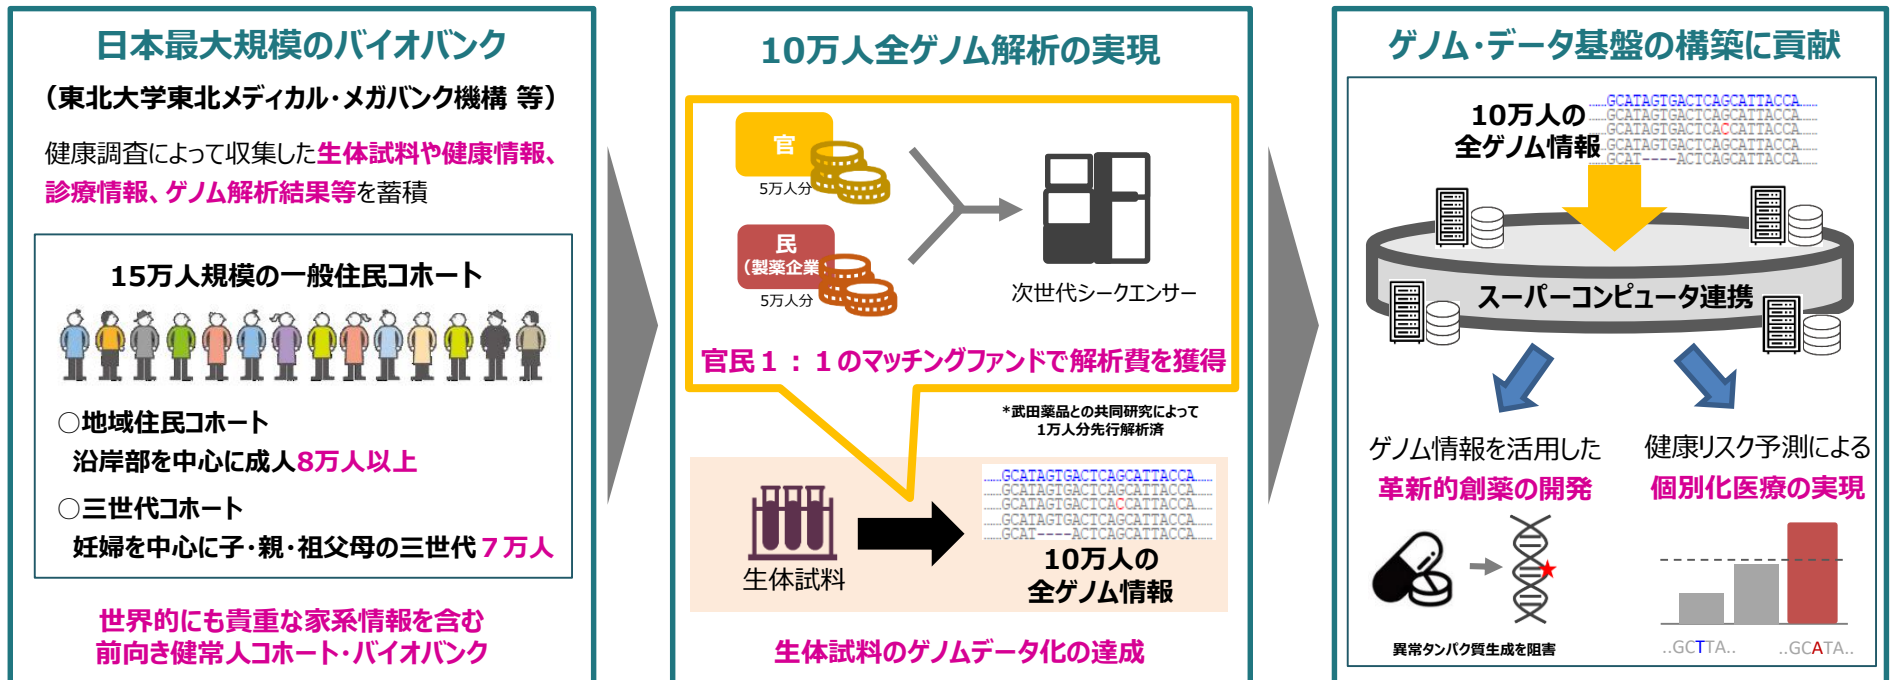 日本最大規模のバイオバンク
（東北大学東北メディカル・メガバンク機構 等）
健康調査によって収集した生体試料や健康情報、
診療情報、ゲノム解析結果等を蓄積
15万人規模の一般住民コホート
○地域住民コホート
沿岸部を中心に成人8万人以上
○三世代コホート
妊婦を中心に子・親・祖父母の三世代７万人
世界的にも貴重な家系情報を含む
前向き健常人コホート・バイオバンク
10万人全ゲノム解析の実現
官
5万人分
民
（製薬企業）
5万人分
次世代シークエンサー
官民１：１のマッチングファンドで解析費を獲得
*武田薬品との共同研究によって
1万人分先行解析済
生体試料
......GCATAGTGACTCAGCATTACCA......
......GCATAGTGACTCAGCATTACCA......
......GCATAGTGACTCACCATTACCA......
......GCATAGTGACTCAGCATTACCA......
......GCAT----ACTCAGCATTACCA......
10万人の
全ゲノム情報
生体試料のゲノムデータ化の達成
ゲノム・データ基盤の構築に貢献
10万人の
全ゲノム情報
......GCATAGTGACTCAGCATTACCA......
......GCATAGTGACTCAGCATTACCA......
......GCATAGTGACTCACCATTACCA......
......GCATAGTGACTCAGCATTACCA......
......GCAT----ACTCAGCATTACCA......
スーパーコンピュータ連携
ゲノム情報を活用した
革新的創薬の開発
異常タンパク質生成を阻害
健康リスク予測による
個別化医療の実現
..GCTTA..
..GCATA..